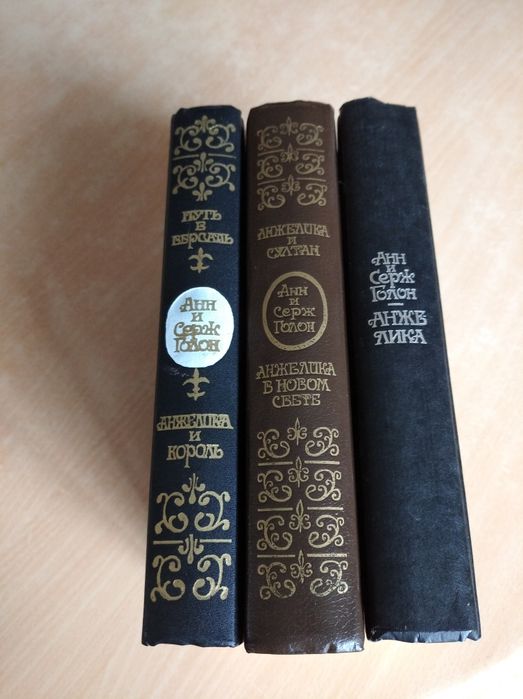 ПУТЬ В
ВЕРСАЛЬ
АНН
И
СЕРЖ
ГОЛОН
АНЖЕЛИКА
И
КОРОЛЬ
АНЖЕЛИКА
И
СУЛТАН
АНН
И
СЕРЖ
ГОЛОН
АНЖЕЛИКА
В НОВОМ
СВЕТЕ
АНН
И
СЕРЖ
ГОЛОН
АНЖЕ
ЛИКА